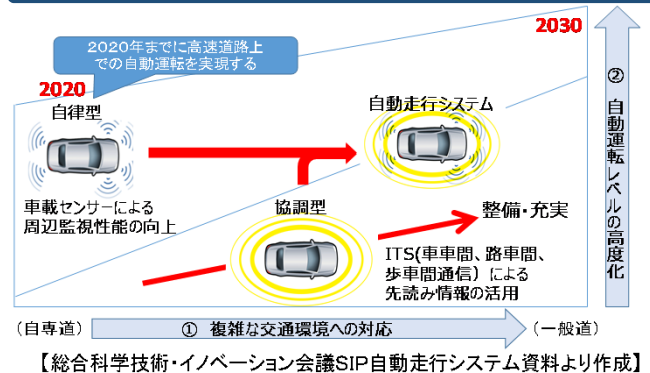 2030
2020年までに高速道路上
での自動運転を実現する
2020
自律型
自動走行システム
車載センサーによる
周辺監視性能の向上
協調型
整備・充実
ITS(車車間、路車間、
歩車間通信）による
先読み情報の活用
② 自動運転レベルの高度化
(自専道)
① 複雑な交通環境への対応
(一般道)
【総合科学技術・イノベーション会議SIP自動走行システム資料より作成】